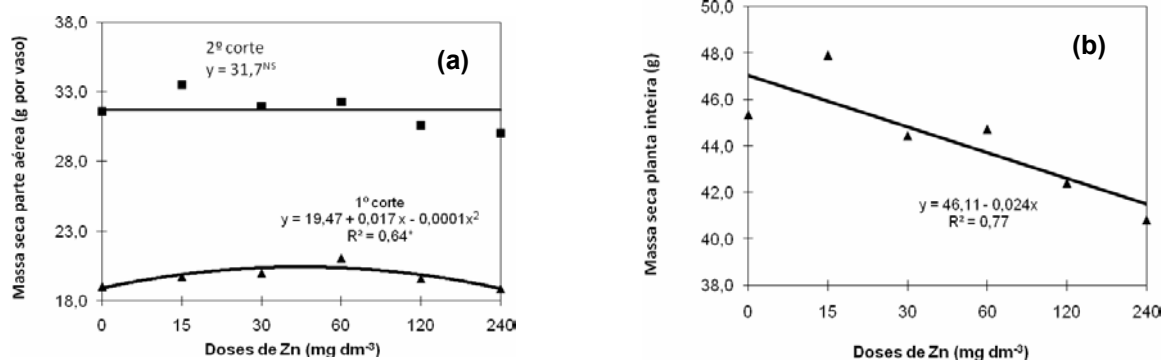 Massa seca parte aérea (g por vaso)
38,0
33,0
28,0
23,0
18,0
(a)
2º corte
y = 31,7ᴺˢ
1º corte
y = 19,47 + 0,017 x - 0,0001x²
R² = 0,64*
0 15 30 60 120 240
Doses de Zn (mg dm⁻³)
Massa seca planta inteira (g)
50,0
48,0
46,0
44,0
42,0
40,0
38,0
(b)
y = 46,11 - 0,024x
R² = 0,77
0 15 30 60 120 240
Doses de Zn (mg dm⁻³)